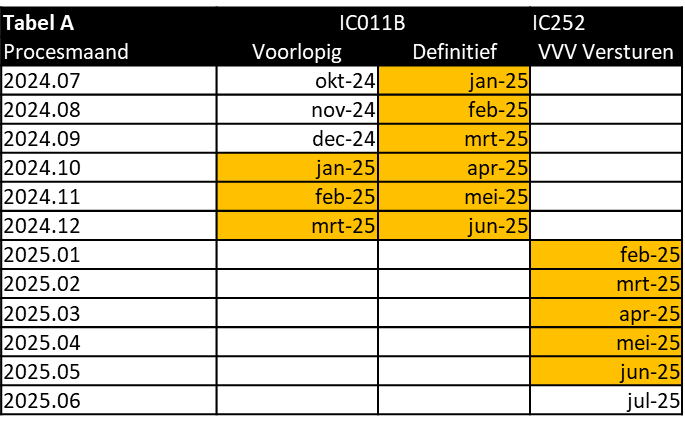 Tabel A IC011B IC252
Procesmaand Voorlopig Definitief VVV Versturen
2024.07 okt-24 jan-25
2024.08 nov-24 feb-25
2024.09 dec-24 mrt-25
2024.10 jan-25 apr-25
2024.11 feb-25 mei-25
2024.12 mrt-25 jun-25
2025.01 feb-25
2025.02 mrt-25
2025.03 apr-25
2025.04 mei-25
2025.05 jun-25
2025.06 jul-25